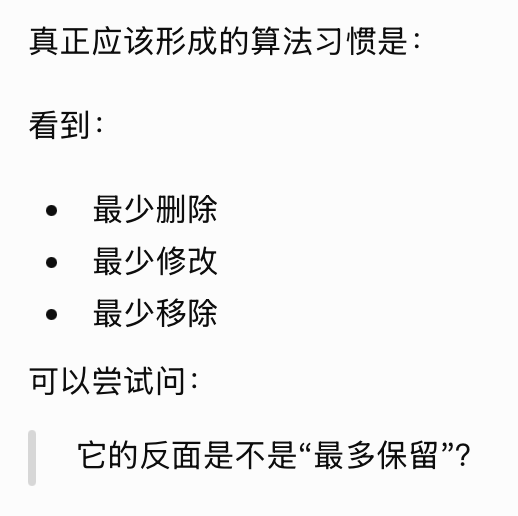 真正应该形成的算法习惯是：
看到：
• 最少删除
• 最少修改
• 最少移除
可以尝试问：
它的反面是不是“最多保留”？